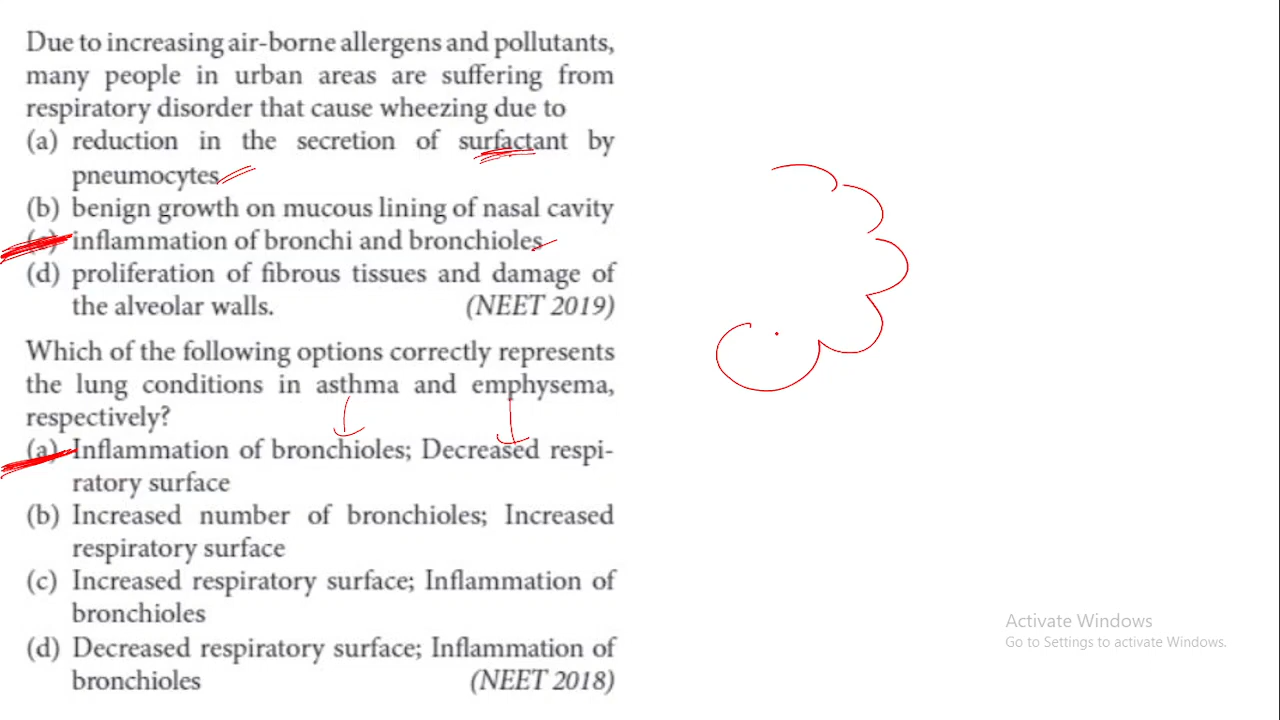 Due to increasing air-borne allergens and pollutants,
many people in urban areas are suffering from
respiratory disorder that cause wheezing due to
(a) reduction in the secretion of surfactant by
pneumocytes
(b) benign growth on mucous lining of nasal cavity
inflammation of bronchi and bronchioles
(d) proliferation of fibrous tissues and damage of
the alveolar walls. (NEET 2019)
Which of the following options correctly represents
the lung conditions in asthma and emphysema,
respectively?
(a) Inflammation of bronchioles; Decreased respi-
ratory surface
(b) Increased number of bronchioles; Increased
respiratory surface
(c) Increased respiratory surface; Inflammation of
bronchioles
(d) Decreased respiratory surface; Inflammation of
bronchioles (NEET 2018)
Activate Windows
Go to Settings to activate Windows.